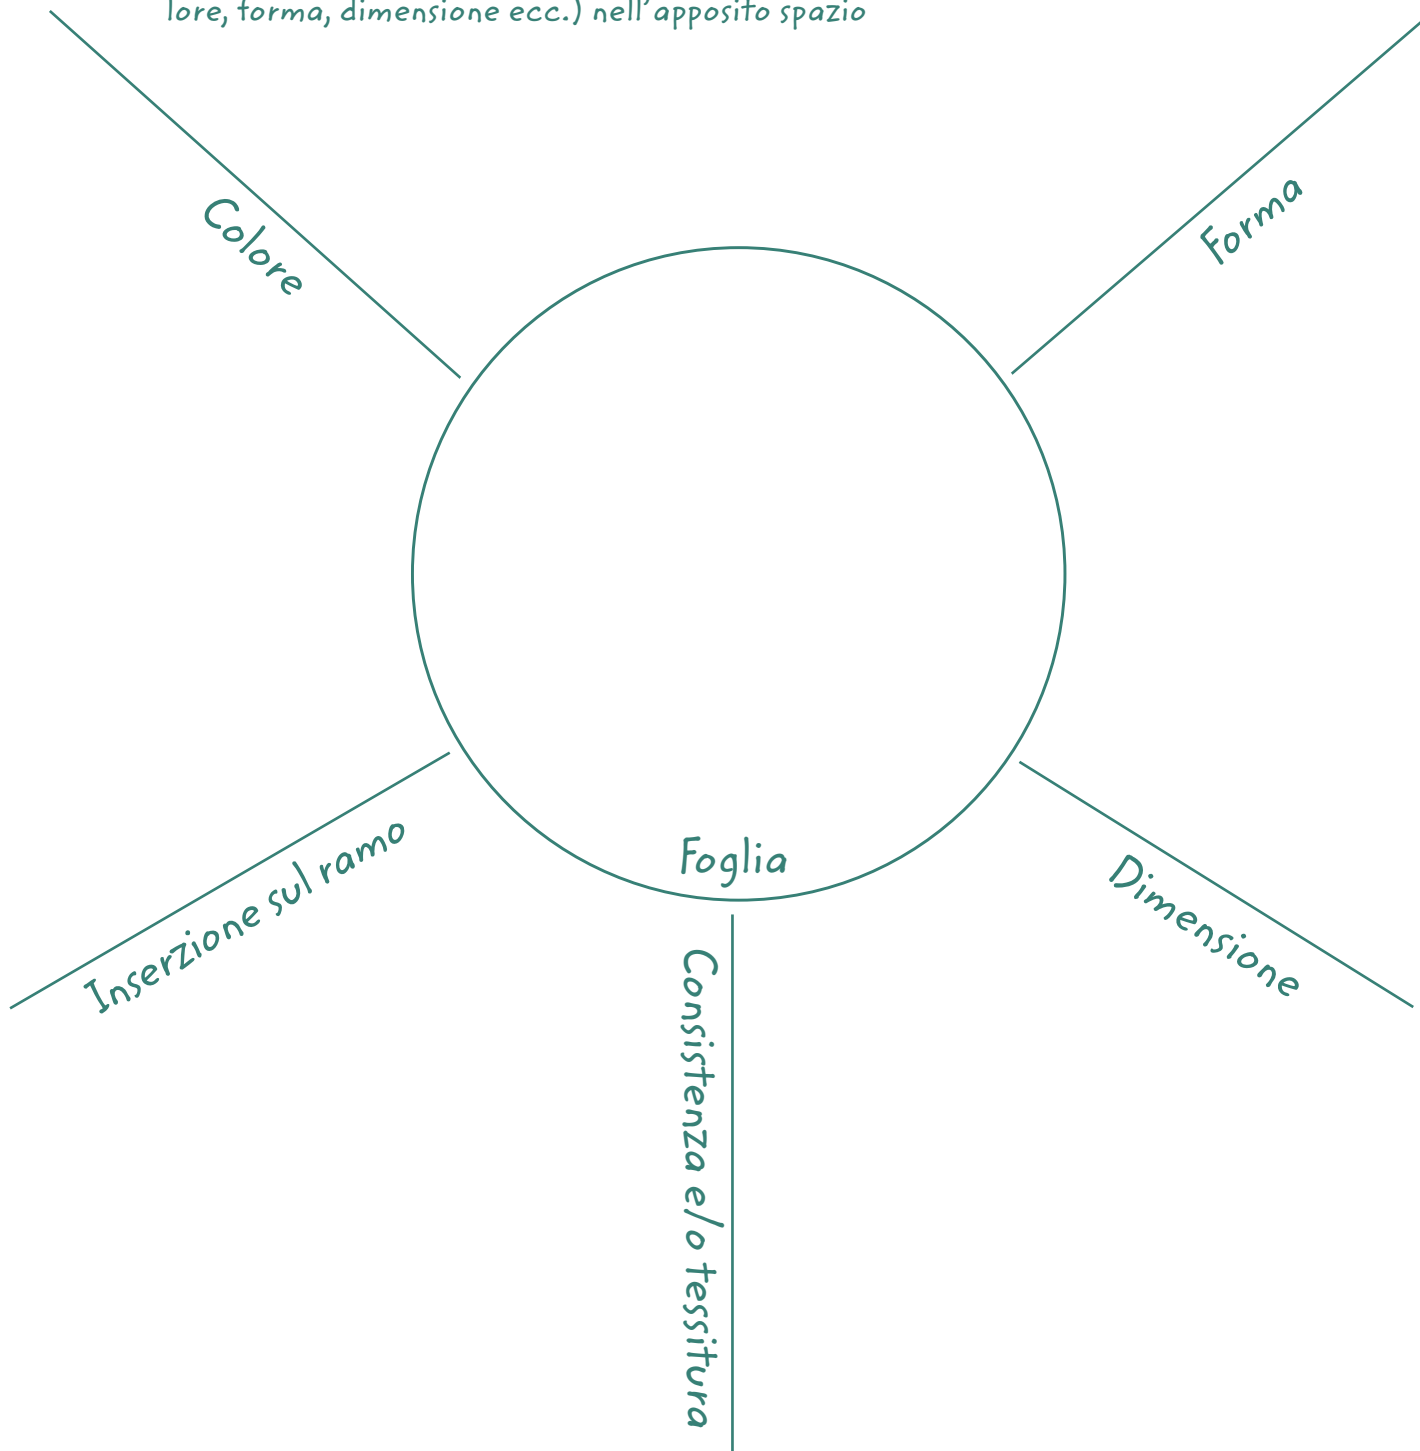 lore, forma, dimensione ecc.) nell'apposito spazio
Colore
Forma
Foglia
Inserzione sul ramo
Dimensione
Consistenza e/o tessitura